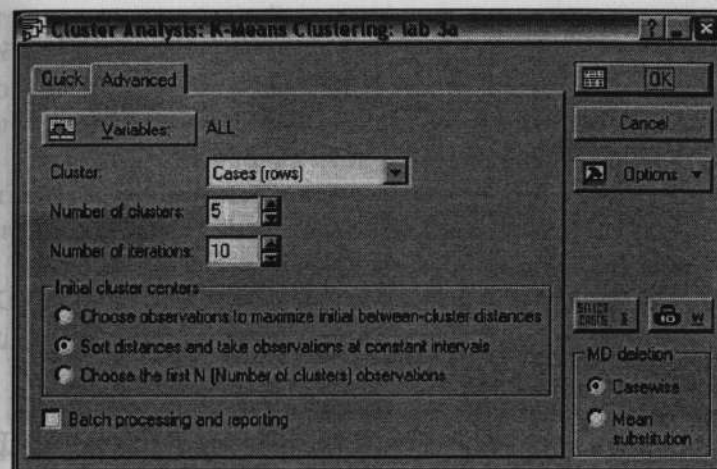 Cluster Analysis: K-Means Clustering: lab 3a
Quick Advanced
OK
Variables: ALL
Cancel
Cluster: Cases (rows)
Options
Number of clusters: 5
Number of iterations: 10
Initial cluster centers
Choose observations to maximize initial between-cluster distances
Sort distances and take observations at constant intervals
Choose the first N (Number of clusters) observations
SELECT CASES S
W
Batch processing and reporting
MD deletion
Casewise
Mean
substitution